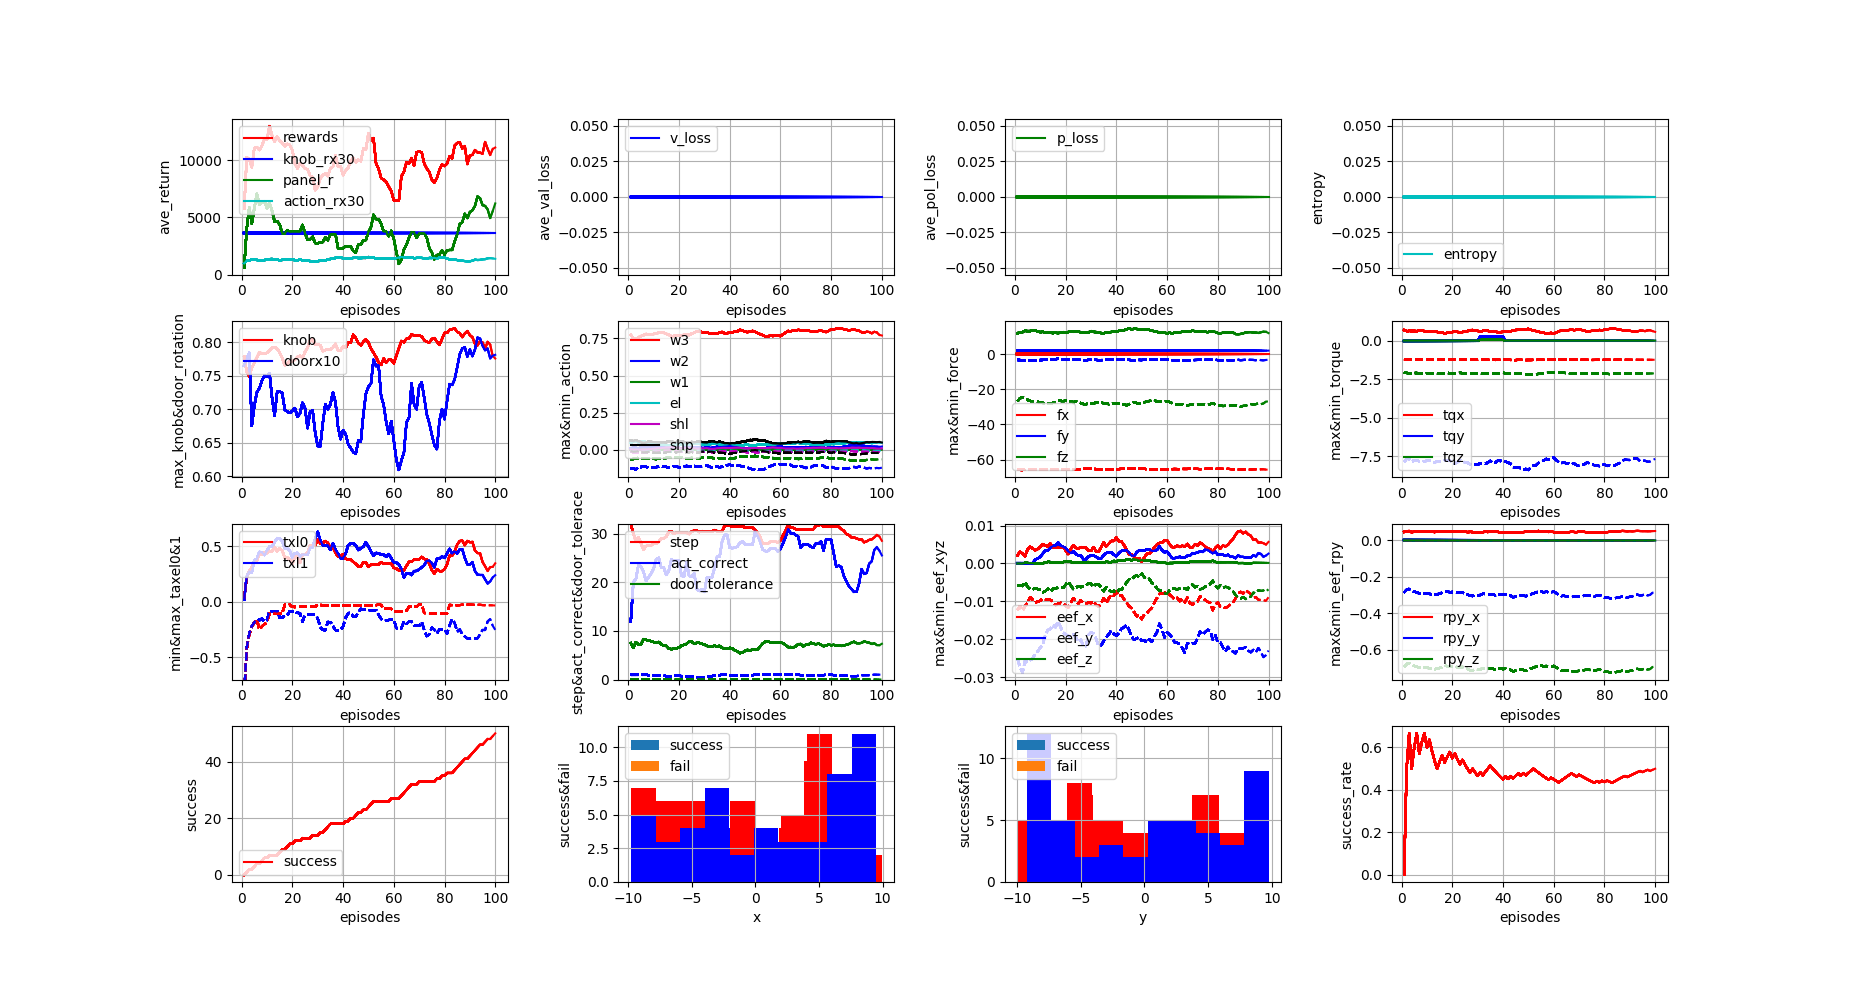 rewards
knob_rx30
panel_r
action_rx30
ave_return
10000
5000
0
0 20 40 60 80 100
episodes
v_loss
ave_val_loss
0.050
0.025
0.000
−0.025
−0.050
0 20 40 60 80 100
episodes
p_loss
ave_pol_loss
0.050
0.025
0.000
−0.025
−0.050
0 20 40 60 80 100
episodes
entropy
entropy
0.050
0.025
0.000
−0.025
−0.050
0 20 40 60 80 100
episodes
knob
doorx10
max_knob&door_rotation
0.80
0.75
0.70
0.65
0.60
0 20 40 60 80 100
episodes
w3
w2
w1
el
shl
shp
max&min_action
0.75
0.50
0.25
0.00
0 20 40 60 80 100
episodes
fx
fy
fz
max&min_force
0
−20
−40
−60
0 20 40 60 80 100
episodes
tqx
tqy
tqz
max&min_torque
0.0
−2.5
−5.0
−7.5
0 20 40 60 80 100
episodes
txl0
txl1
min&max_taxel0&1
0.5
0.0
−0.5
0 20 40 60 80 100
episodes
step
act_correct
door_tolerance
step&act_correct&door_tolerace
30
20
10
0
0 20 40 60 80 100
episodes
eef_x
eef_y
eef_z
max&min_eef_xyz
0.01
0.00
−0.01
−0.02
−0.03
0 20 40 60 80 100
episodes
rpy_x
rpy_y
rpy_z
max&min_eef_rpy
0.0
−0.2
−0.4
−0.6
0 20 40 60 80 100
episodes
success
success
40
20
0
0 20 40 60 80 100
episodes
success
fail
success&fail
10.0
7.5
5.0
2.5
0.0
−10 −5 0 5 10
x
success
fail
success&fail
10
5
0
−10 −5 0 5 10
y
success_rate
0.6
0.4
0.2
0.0
0 20 40 60 80 100
episodes